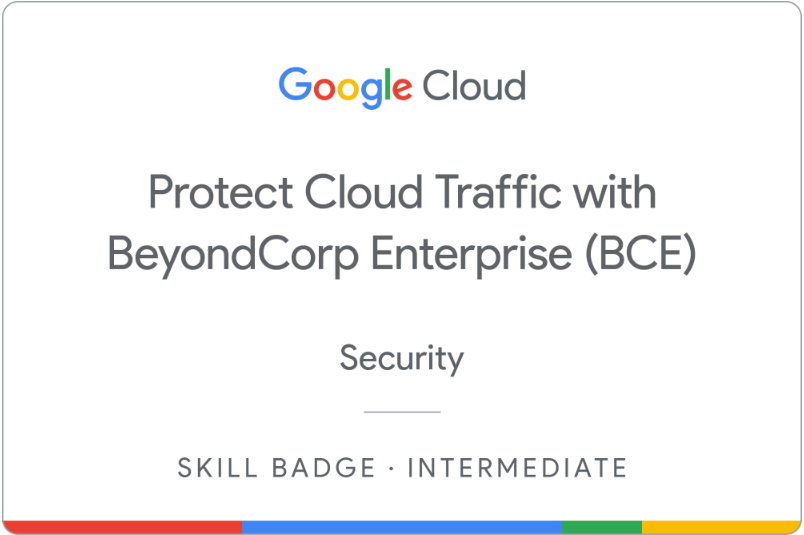 Google Cloud
Protect Cloud Traffic with
BeyondCorp Enterprise (BCE)
Security
SKILL BADGE · INTERMEDIATE